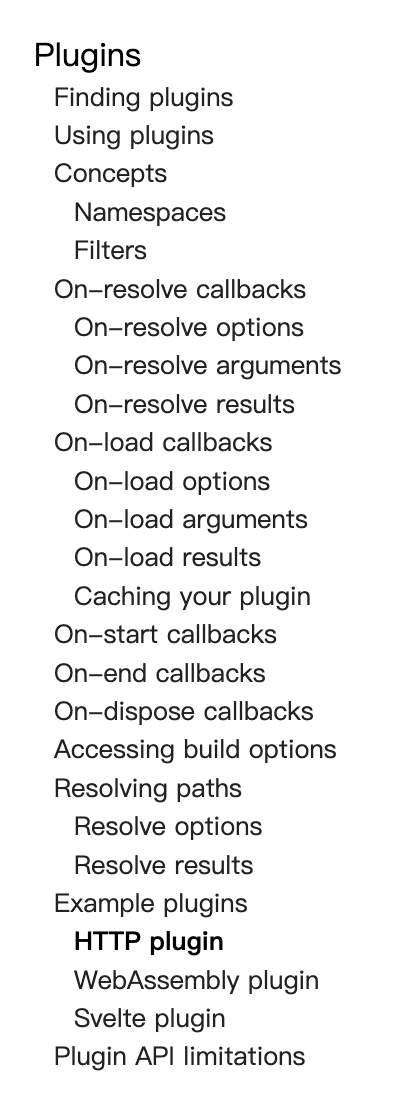 Plugins
Finding plugins
Using plugins
Concepts
Namespaces
Filters
On-resolve callbacks
On-resolve options
On-resolve arguments
On-resolve results
On-load callbacks
On-load options
On-load arguments
On-load results
Caching your plugin
On-start callbacks
On-end callbacks
On-dispose callbacks
Accessing build options
Resolving paths
Resolve options
Resolve results
Example plugins
HTTP plugin
WebAssembly plugin
Svelte plugin
Plugin API limitations